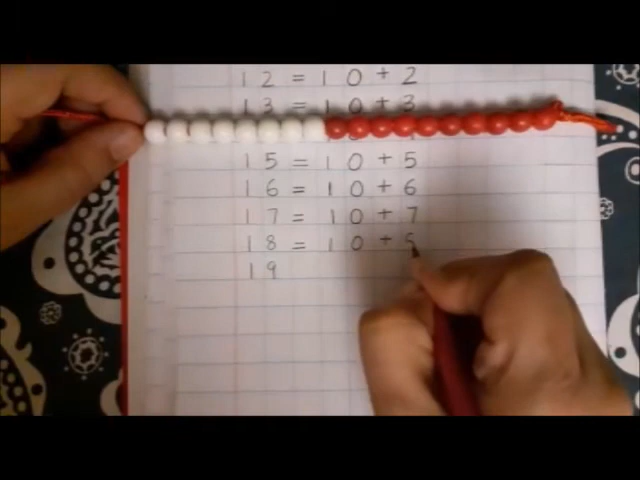 12 = 10 + 2
13 = 10 + 3
15 = 10 + 5
16 = 10 + 6
17 = 10 + 7
18 = 10 +
19